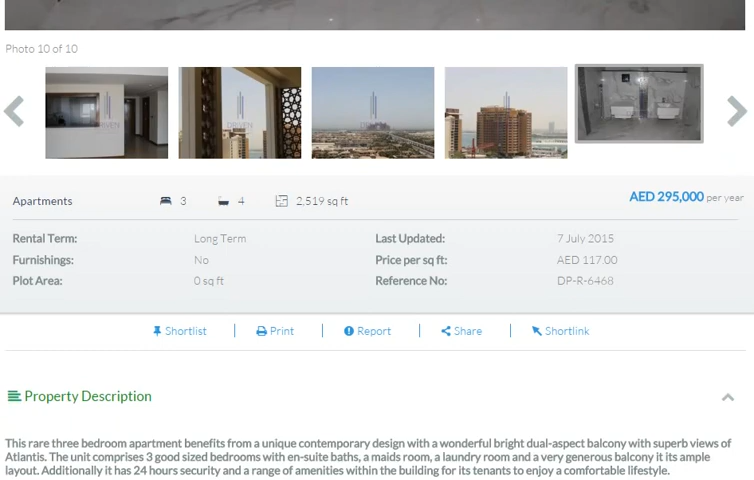 Photo 10 of 10
DRIVEN
DRIVEN
DRIVEN
Apartments 3 4 2,519 sq ft AED 295,000 per year
Rental Term: Long Term Last Updated: 7 July 2015
Furnishings: No Price per sq ft: AED 117.00
Plot Area: 0 sq ft Reference No: DP-R-6468
Shortlist Print Report Share Shortlink
Property Description
This rare three bedroom apartment benefits from a unique contemporary design with a wonderful bright dual-aspect balcony with superb views of
Atlantis. The unit comprises 3 good sized bedrooms with en-suite baths, a maids room, a laundry room and a very generous balcony it its ample
layout. Additionally it has 24 hours security and a range of amenities within the building for its tenants to enjoy a comfortable lifestyle.